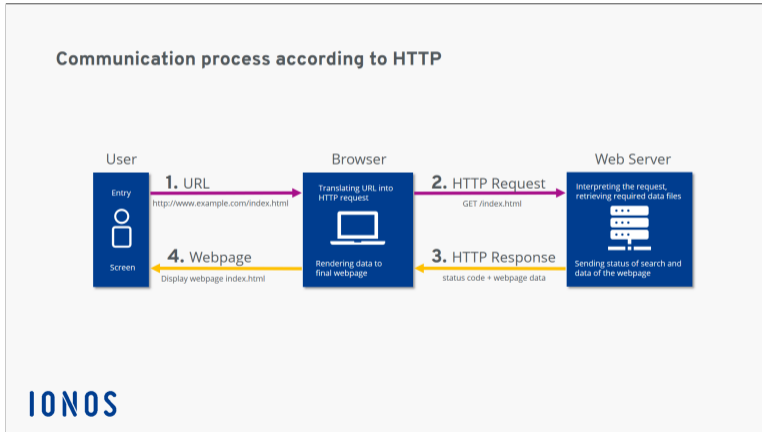 Communication process according to HTTP
User
Browser
Web Server
Entry
Screen
1. URL
http://www.example.com/index.html
4. Webpage
Display webpage index.html
Translating URL into
HTTP request
Rendering data to
final webpage
2. HTTP Request
GET /index.html
3. HTTP Response
status code + webpage data
Interpreting the request,
retrieving required data files
Sending status of search and
data of the webpage
IONOS